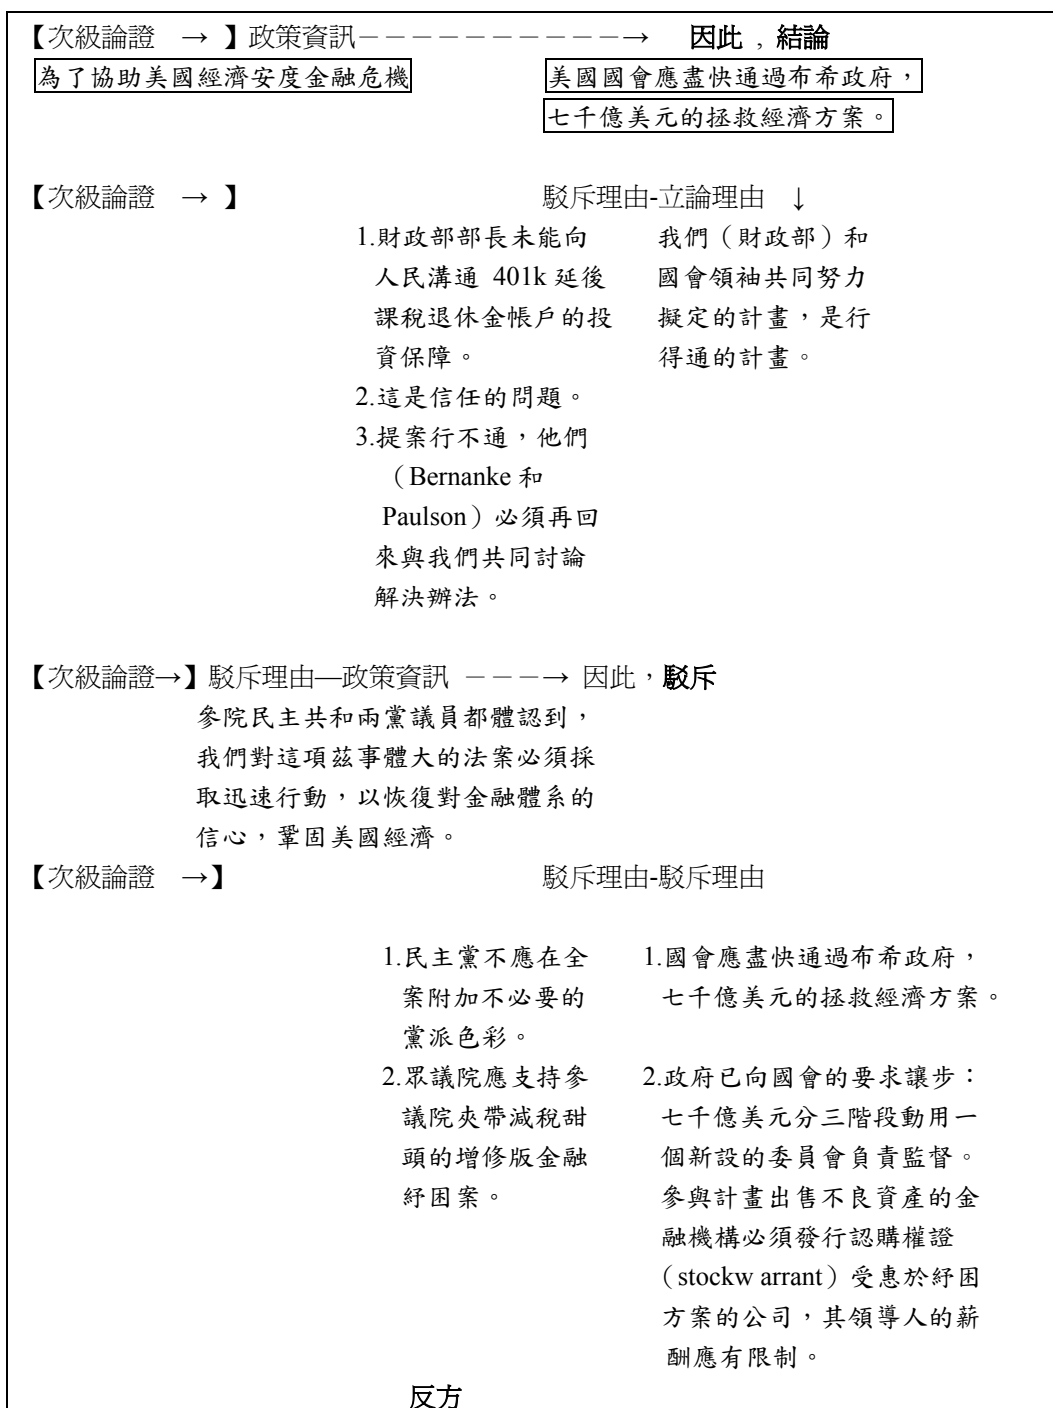 【次級論證 → 】政策資訊－－－－－－－－－－→ 因此 , 結論
為了協助美國經濟安度金融危機 美國國會應盡快通過布希政府，
七千億美元的拯救經濟方案。
【次級論證 → 】 駁斥理由-立論理由 ↓
1.財政部部長未能向 我們（財政部）和
人民溝通 401k 延後 國會領袖共同努力
課稅退休金帳戶的投 擬定的計畫，是行
資保障。 得通的計畫。
2.這是信任的問題。
3.提案行不通，他們
（Bernanke 和
Paulson）必須再回
來與我們共同討論
解決辦法。
【次級論證→】駁斥理由—政策資訊 －－－→ 因此，駁斥
參院民主共和兩黨議員都體認到，
我們對這項茲事體大的法案必須採
取迅速行動，以恢復對金融體系的
信心，鞏固美國經濟。
【次級論證 →】 駁斥理由-駁斥理由
1.民主黨不應在全 1.國會應盡快通過布希政府，
案附加不必要的 七千億美元的拯救經濟方案。
黨派色彩。
2.眾議院應支持參 2.政府已向國會的要求讓步：
議院夾帶減稅甜 七千億美元分三階段動用一
頭的增修版金融 個新設的委員會負責監督。
紓困案。 參與計畫出售不良資產的金
融機構必須發行認購權證
（stockw arrant）受惠於紓困
方案的公司，其領導人的薪
酬應有限制。
反方